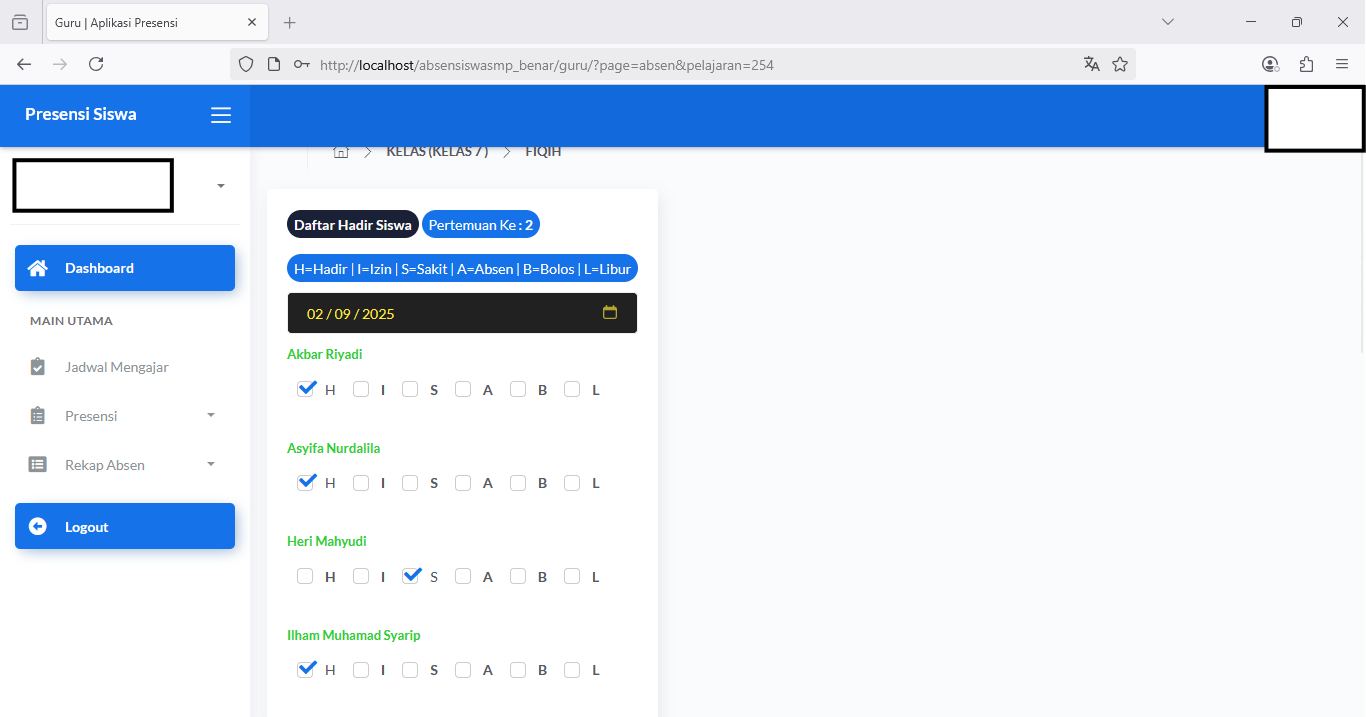 Guru | Aplikasi Presensi
http://localhost/absensiswasmp_benar/guru/?page=absen&pelajaran=254
Presensi Siswa
KELAS (KELAS 7 ) FIQIH
Dashboard
MAIN UTAMA
Jadwal Mengajar
Presensi
Rekap Absen
Logout
Daftar Hadir Siswa Pertemuan Ke : 2
H=Hadir | I=Izin | S=Sakit | A=Absen | B=Bolos | L=Libur
02 / 09 / 2025
Akbar Riyadi
H I S A B L
Asyifa Nurdalila
H I S A B L
Heri Mahyudi
H I S A B L
Ilham Muhamad Syarip
H I S A B L